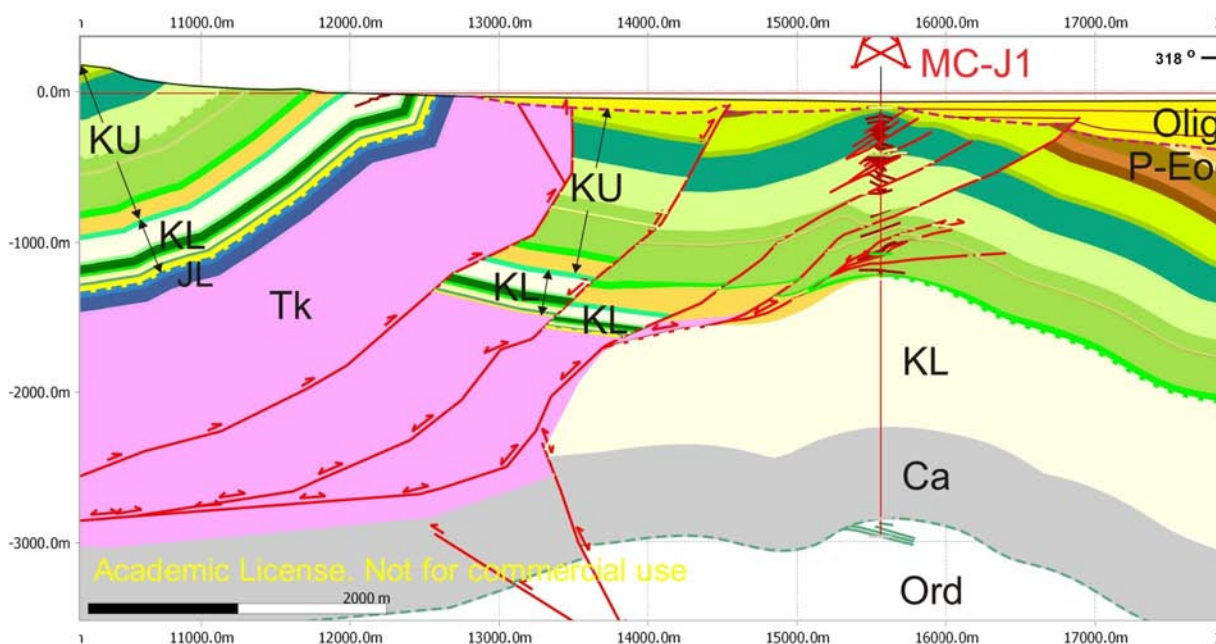 11000.0m 12000.0m 13000.0m 14000.0m 15000.0m 16000.0m 17000.0m
MC-J1
318 º
0.0m
Olig
KU
P-Eo
KU
KL
-1000.0m
JL
KL
Tk
KL
KL
-2000.0m
Ca
-3000.0m
Academic License. Not for commercial use
Ord
2000 m
11000.0m 12000.0m 13000.0m 14000.0m 15000.0m 16000.0m 17000.0m